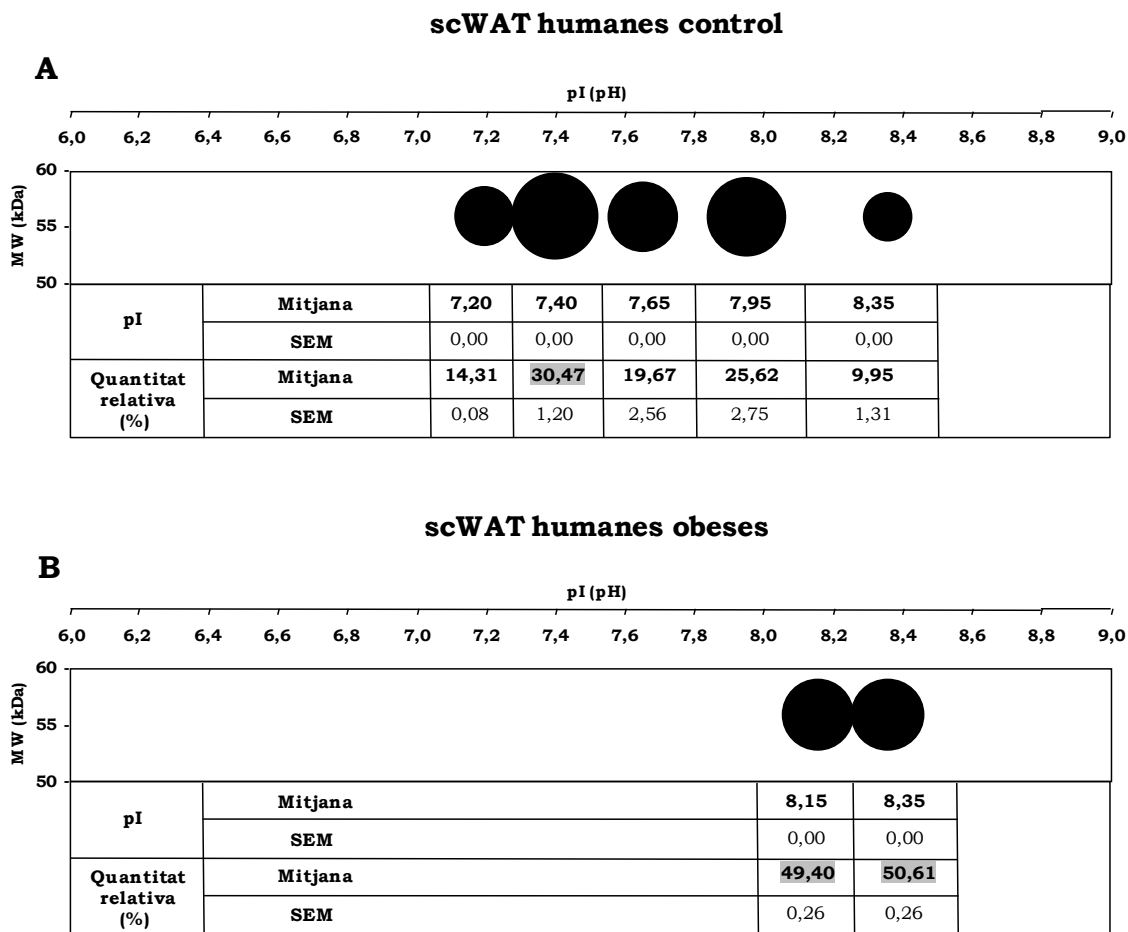 scWAT humanes control
A
pI (pH)
6,0 6,2 6,4 6,6 6,8 7,0 7,2 7,4 7,6 7,8 8,0 8,2 8,4 8,6 8,8 9,0
MW (kDa)
60
55
50
pI Mitjana 7,20 7,40 7,65 7,95 8,35
SEM 0,00 0,00 0,00 0,00 0,00
Quantitat relativa (%) Mitjana 14,31 30,47 19,67 25,62 9,95
SEM 0,08 1,20 2,56 2,75 1,31
scWAT humanes obeses
B
pI (pH)
6,0 6,2 6,4 6,6 6,8 7,0 7,2 7,4 7,6 7,8 8,0 8,2 8,4 8,6 8,8 9,0
MW (kDa)
60
55
50
pI Mitjana 8,15 8,35
SEM 0,00 0,00
Quantitat relativa (%) Mitjana 49,40 50,61
SEM 0,26 0,26